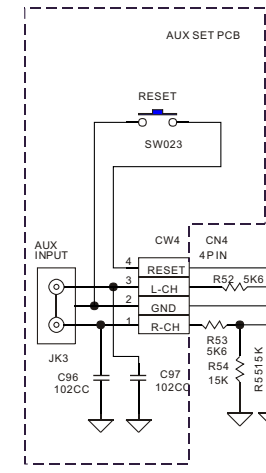 AUX SET PCB
RESET
SW023
AUX
INPUT
CW4 CN4
4PIN
4 RESET
3 L-CH
2 GND
1 R-CH
R52 5K6
JK3
R53
5K6
R54
15K
R55 15K
C96
102CC
C97
102CC